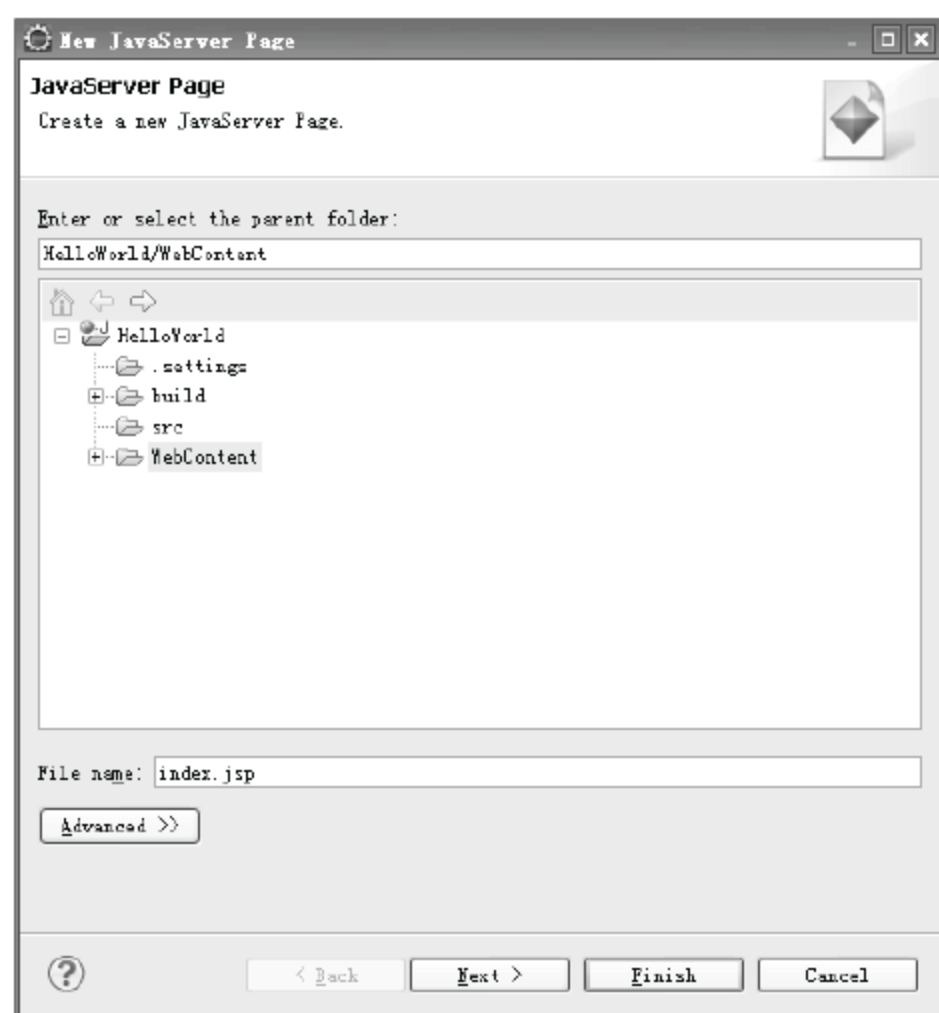 New JavaServer Page
JavaServer Page
Create a new JavaServer Page.
Enter or select the parent folder:
HelloWorld/WebContent
HelloWorld
.settings
build
src
WebContent
File name: index.jsp
Advanced >>
< Back Next > Finish Cancel